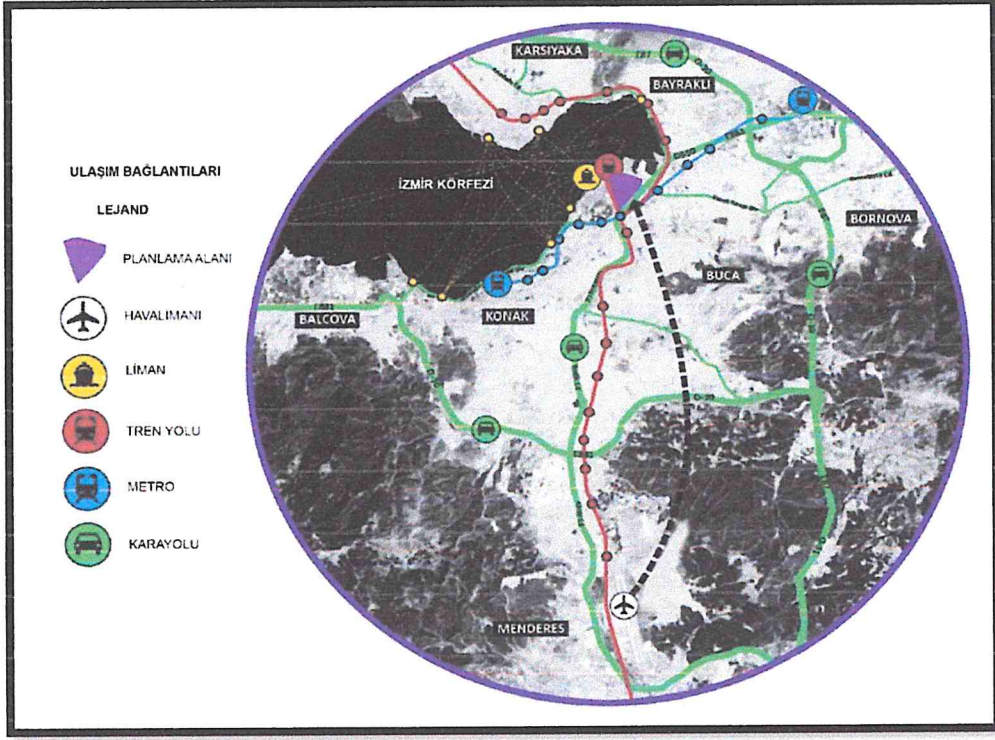 ULAŞIM BAĞLANTILARI
LEJAND
PLANLAMA ALANI
HAVALIMANI
LİMAN
TREN YOLU
METRO
KARAYOLU
KARSIYAKA
BAYRAKLI
İZMİR KÖRFEZİ
BORNOVA
BUCA
KONAK
BALCOVA
MENDERES